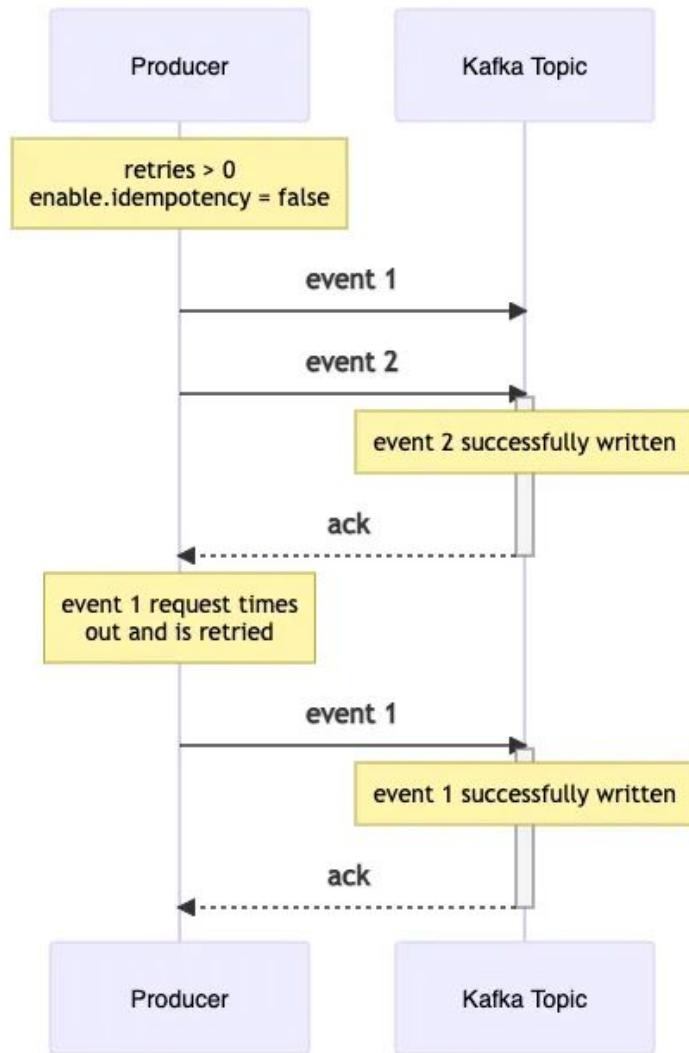 Producer
Kafka Topic
retries > 0
enable.idempotency = false
event 1
event 2
event 2 successfully written
ack
event 1 request times
out and is retried
event 1
event 1 successfully written
ack
Producer
Kafka Topic